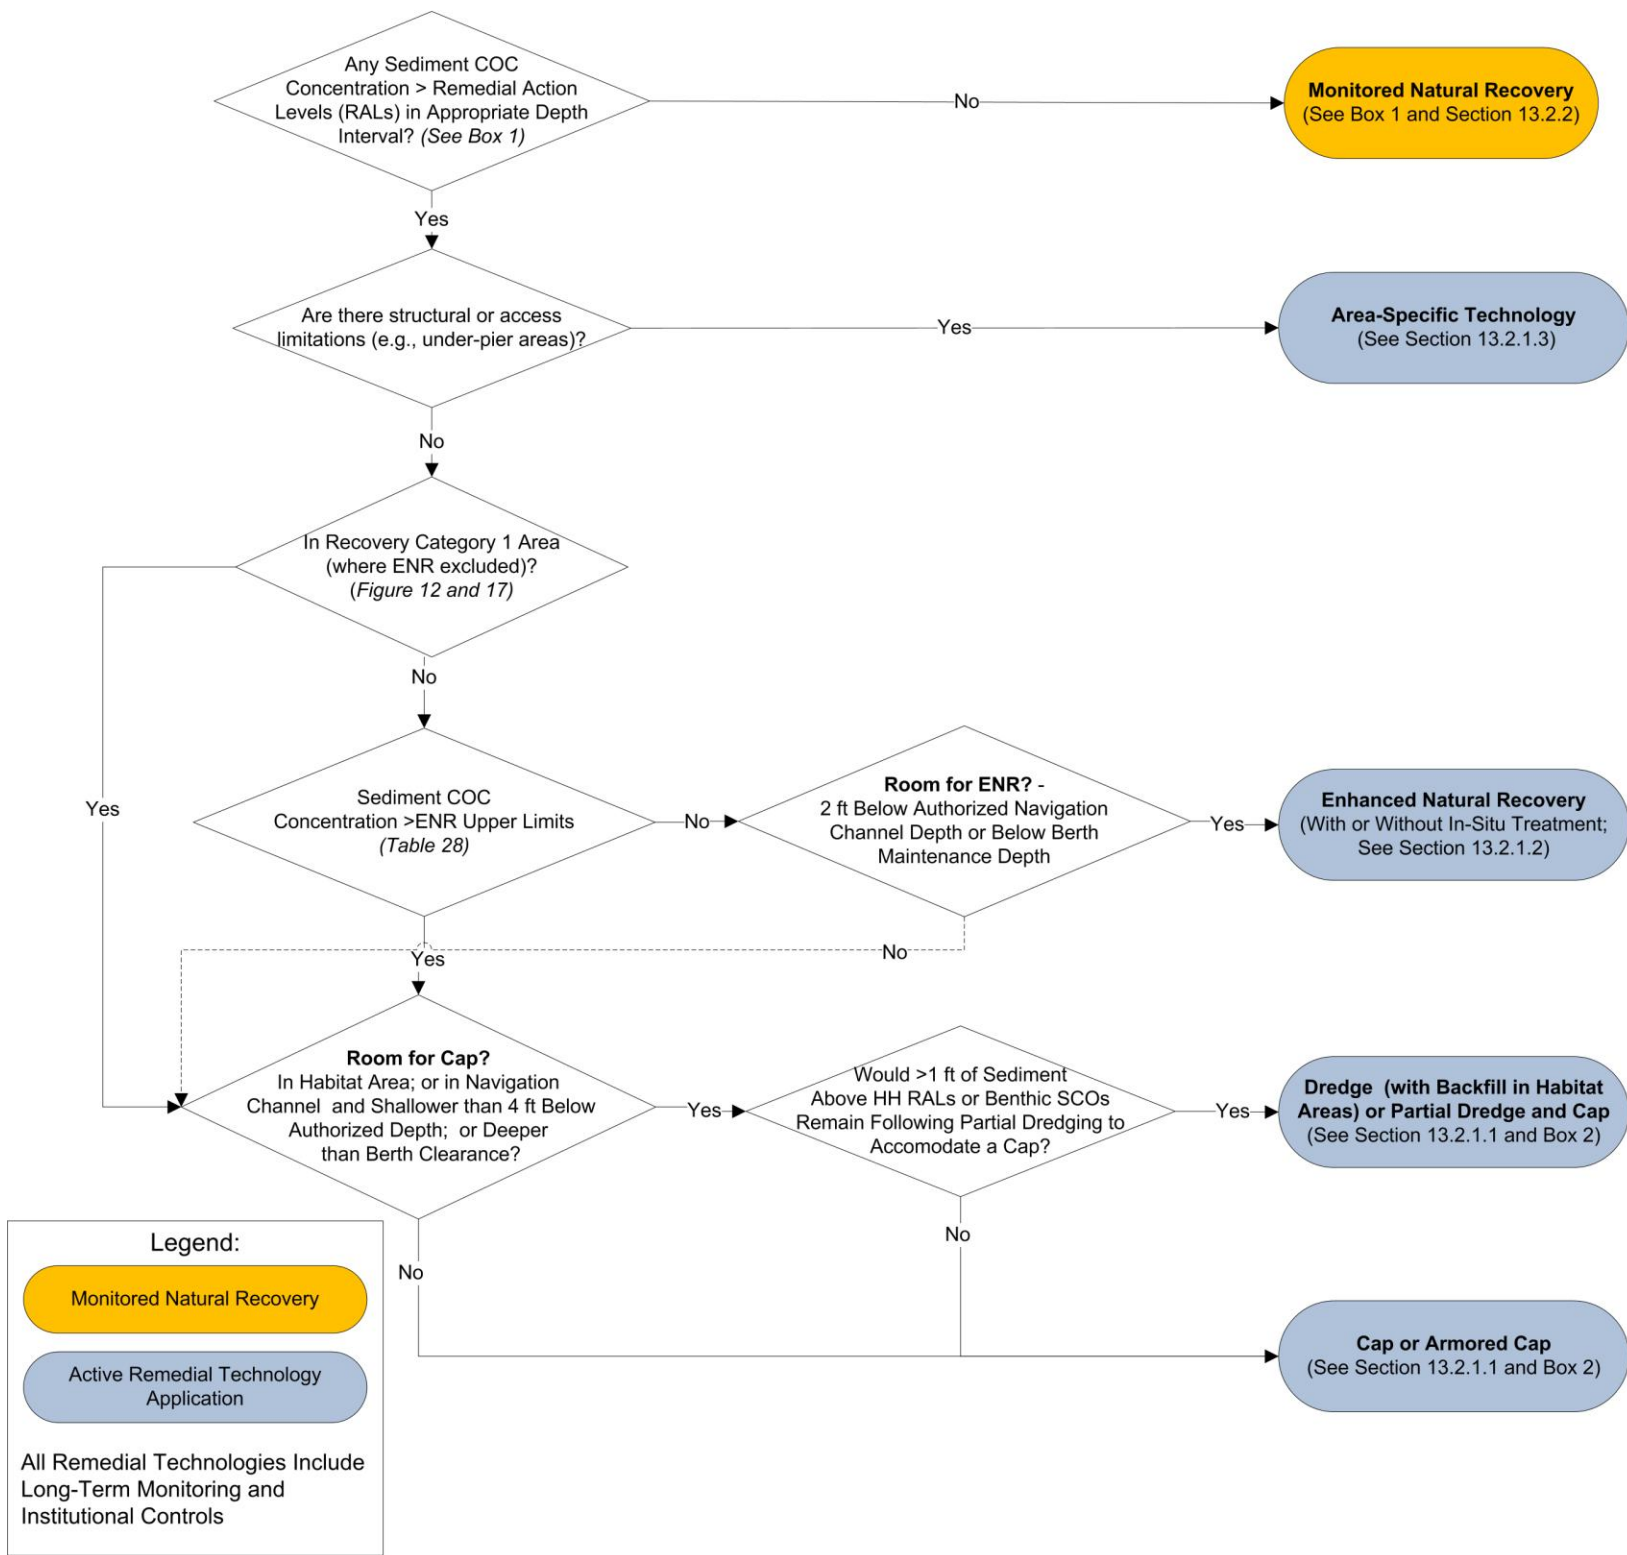 Any Sediment COC
Concentration > Remedial Action
Levels (RALs) in Appropriate Depth
Interval? (See Box 1)
No
Monitored Natural Recovery
(See Box 1 and Section 13.2.2)
Yes
Are there structural or access
limitations (e.g., under-pier areas)?
Yes
Area-Specific Technology
(See Section 13.2.1.3)
No
In Recovery Category 1 Area
(where ENR excluded)?
(Figure 12 and 17)
Yes
No
Sediment COC
Concentration >ENR Upper Limits
(Table 28)
No
Room for ENR? -
2 ft Below Authorized Navigation
Channel Depth or Below Berth
Maintenance Depth
Yes
Enhanced Natural Recovery
(With or Without In-Situ Treatment;
See Section 13.2.1.2)
Yes
No
Room for Cap?
In Habitat Area; or in Navigation
Channel and Shallower than 4 ft Below
Authorized Depth; or Deeper
than Berth Clearance?
Yes
Would >1 ft of Sediment
Above HH RALs or Benthic SCOs
Remain Following Partial Dredging to
Accomodate a Cap?
Yes
Dredge (with Backfill in Habitat
Areas) or Partial Dredge and Cap
(See Section 13.2.1.1 and Box 2)
No
No
Cap or Armored Cap
(See Section 13.2.1.1 and Box 2)
Legend:
Monitored Natural Recovery
Active Remedial Technology
Application
All Remedial Technologies Include
Long-Term Monitoring and
Institutional Controls